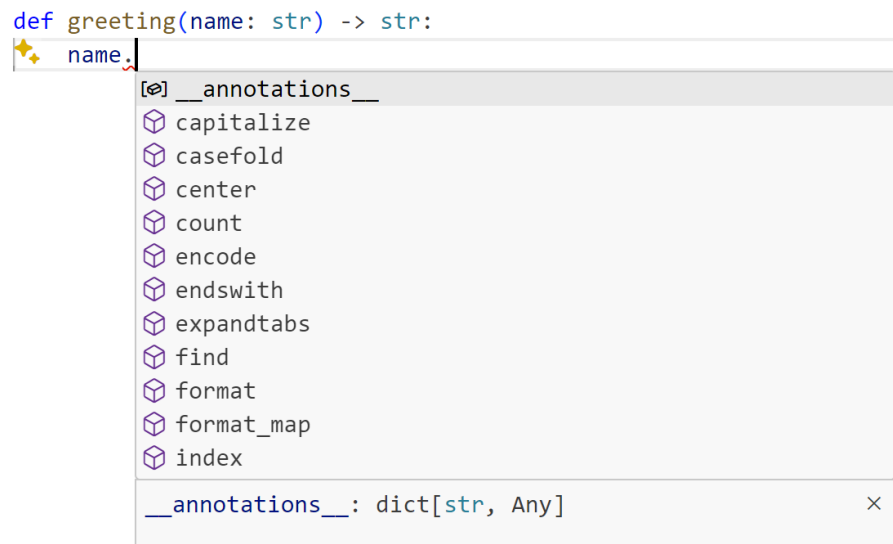 def greeting(name: str) -> str:
name.
__annotations__
capitalize
casefold
center
count
encode
endswith
expandtabs
find
format
format_map
index
__annotations__: dict[str, Any]